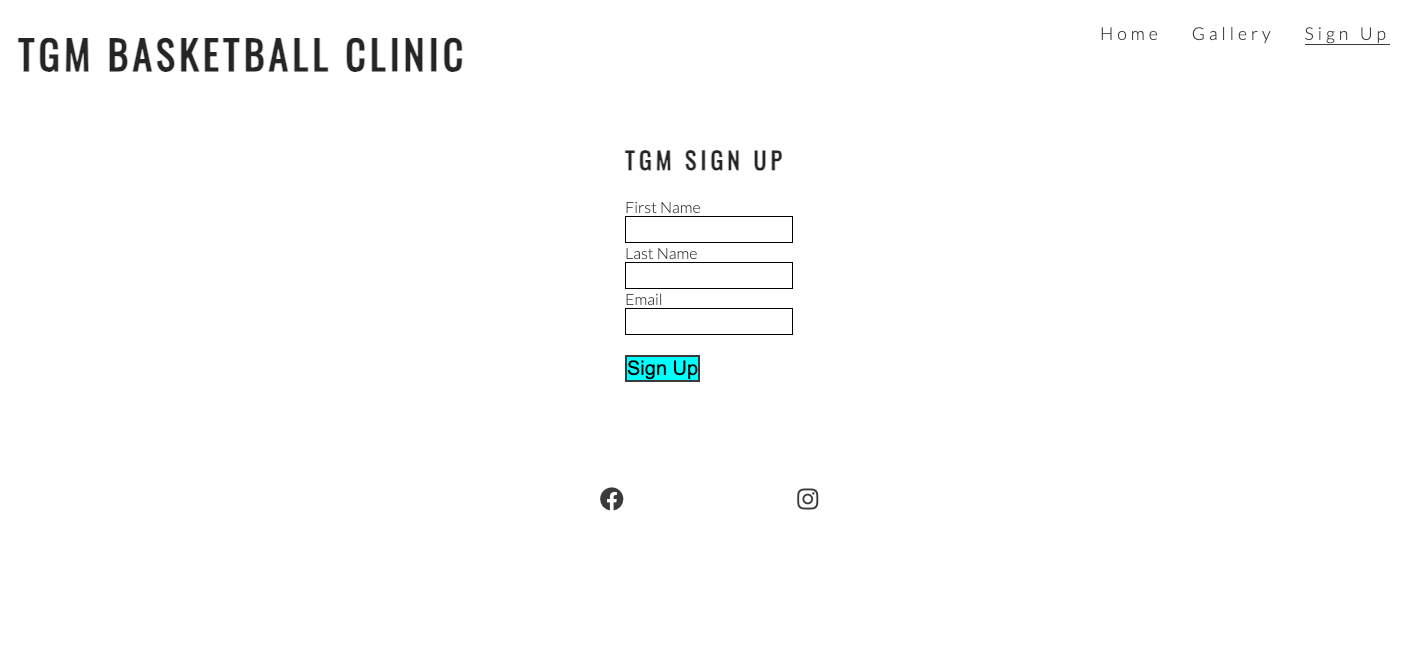 TGM BASKETBALL CLINIC
Home Gallery Sign Up
TGM SIGN UP
First Name
Last Name
Email
Sign Up